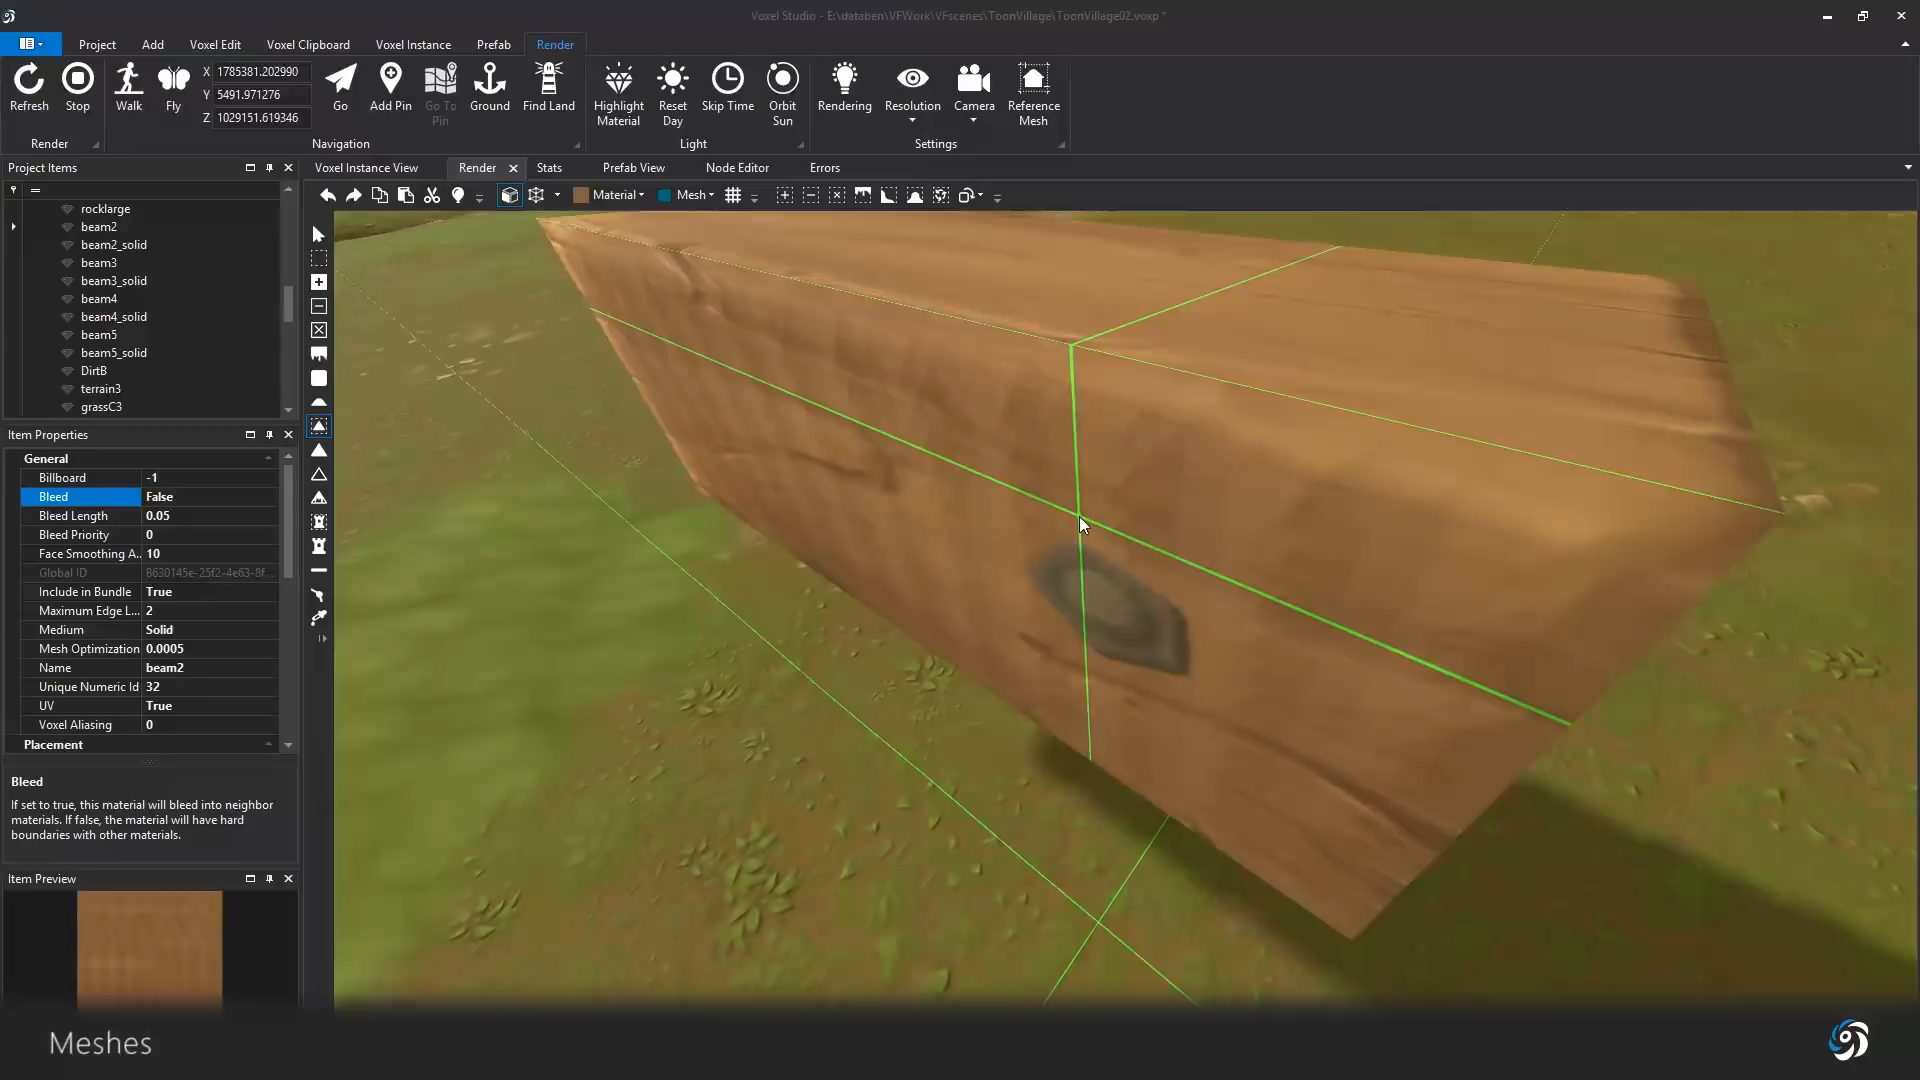 Voxel Studio - E:\databen\VFWork\VFscenes\ToonVillage\ToonVillage02.voxp *
Project Add Voxel Edit Voxel Clipboard Voxel Instance Prefab Render
Refresh Stop Walk Fly
X 1785381.202990
Y 5491.971276
Z 1029151.619346
Go Add Pin Go To Pin Ground Find Land
Highlight Material Reset Day Skip Time Orbit Sun
Rendering Resolution Camera Reference Mesh
Render Navigation Light Settings
Project Items
Voxel Instance View Render Stats Prefab View Node Editor Errors
Material Mesh
rocklarge
beam2
beam2_solid
beam3
beam3_solid
beam4
beam4_solid
beam5
beam5_solid
DirtB
terrain3
grassC3
Item Properties
General
Billboard -1
Bleed False
Bleed Length 0.05
Bleed Priority 0
Face Smoothing A.. 10
Global ID 8630145e-25f2-4e63-8f...
Include in Bundle True
Maximum Edge L... 2
Medium Solid
Mesh Optimization 0.0005
Name beam2
Unique Numeric Id 32
UV True
Voxel Aliasing 0
Placement
Bleed
If set to true, this material will bleed into neighbor
materials. If false, the material will have hard
boundaries with other materials.
Item Preview
Meshes